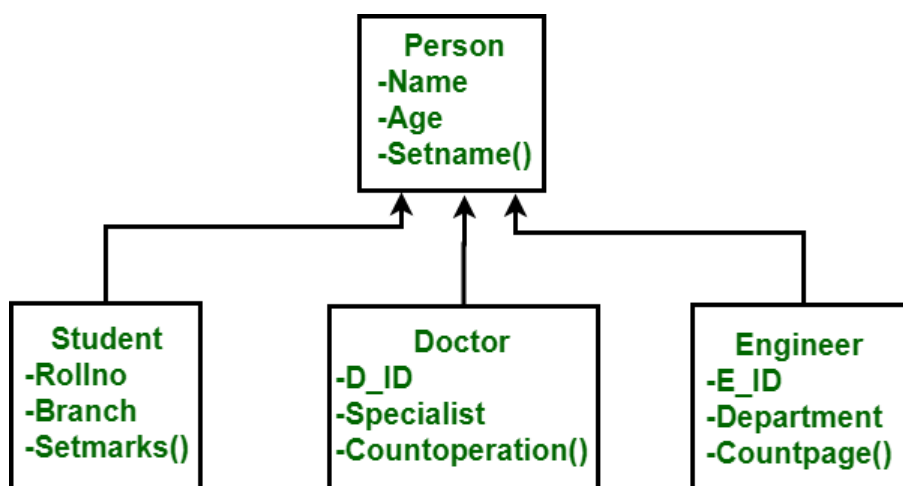 Person
-Name
-Age
-Setname()
Student
-Rollno
-Branch
-Setmarks()
Doctor
-D_ID
-Specialist
-Countoperation()
Engineer
-E_ID
-Department
-Countpage()